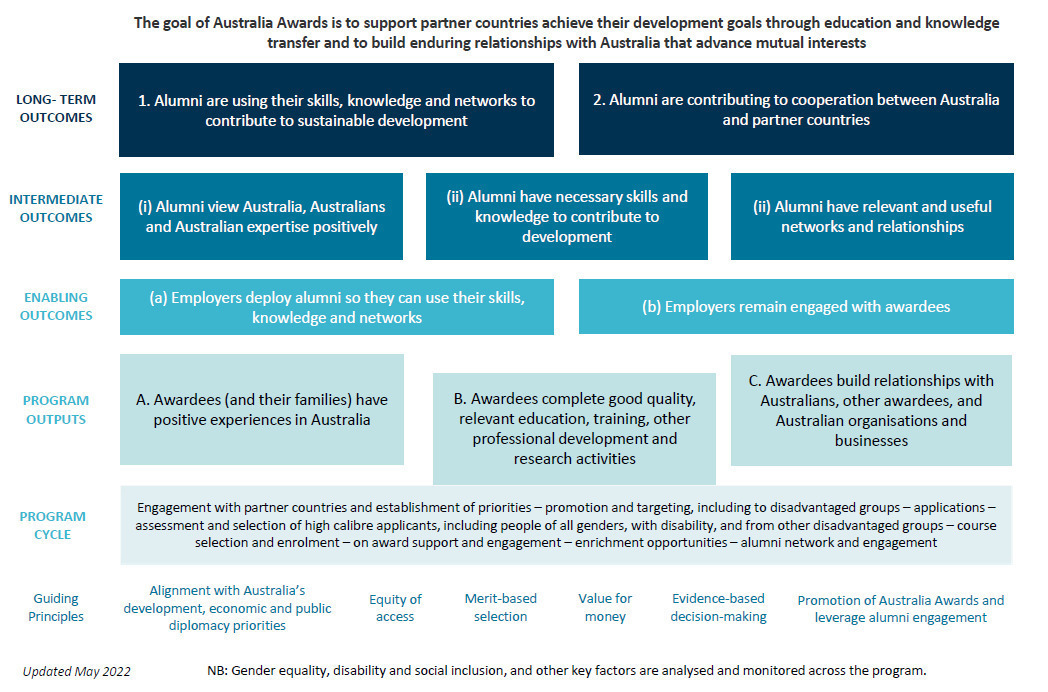 The goal of Australia Awards is to support partner countries achieve their development goals through education and knowledge
transfer and to build enduring relationships with Australia that advance mutual interests
LONG- TERM
OUTCOMES
1. Alumni are using their skills, knowledge and networks to
contribute to sustainable development
2. Alumni are contributing to cooperation between Australia
and partner countries
INTERMEDIATE
OUTCOMES
(i) Alumni view Australia, Australians
and Australian expertise positively
(ii) Alumni have necessary skills and
knowledge to contribute to
development
(ii) Alumni have relevant and useful
networks and relationships
ENABLING
OUTCOMES
(a) Employers deploy alumni so they can use their skills,
knowledge and networks
(b) Employers remain engaged with awardees
PROGRAM
OUTPUTS
A. Awardees (and their families) have
positive experiences in Australia
B. Awardees complete good quality,
relevant education, training, other
professional development and
research activities
C. Awardees build relationships with
Australians, other awardees, and
Australian organisations and
businesses
PROGRAM
CYCLE
Engagement with partner countries and establishment of priorities – promotion and targeting, including to disadvantaged groups – applications –
assessment and selection of high calibre applicants, including people of all genders, with disability, and from other disadvantaged groups – course
selection and enrolment – on award support and engagement – enrichment opportunities – alumni network and engagement
Guiding
Principles
Alignment with Australia's
development, economic and public
diplomacy priorities
Equity of
access
Merit-based
selection
Value for
money
Evidence-based
decision-making
Promotion of Australia Awards and
leverage alumni engagement
Updated May 2022
NB: Gender equality, disability and social inclusion, and other key factors are analysed and monitored across the program.